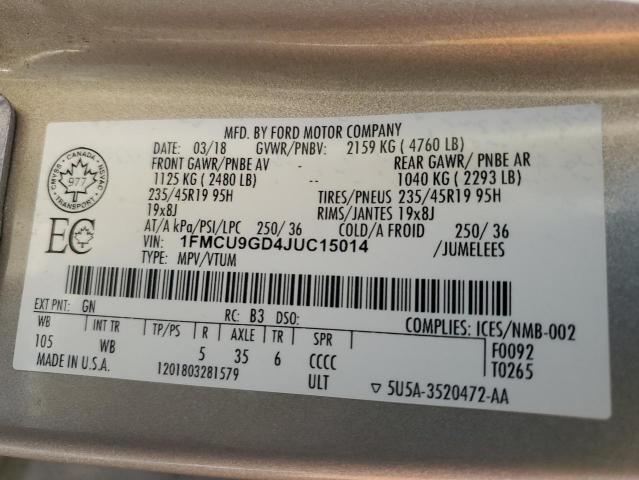 MFD. BY FORD MOTOR COMPANY
DATE: 03/18 GVWR/PNBV: 2159 KG ( 4760 LB)
FRONT GAWR/PNBE AV - REAR GAWR/ PNBE AR
1125 KG ( 2480 LB) -- 1040 KG ( 2293 LB)
235/45R19 95H TIRES/PNEUS 235/45R19 95H
19x8J RIMS/JANTES 19x8J
AT/A kPa/PSI/LPC 250/ 36 COLD/A FROID 250/ 36
VIN: 1FMCU9GD4JUC15014 /JUMELEES
TYPE: MPV/VTUM
CANADA
977
TRANSPORT
EC
EXT PNT: GN RC: B3 DSO: COMPLIES: ICES/NMB-002
WB INT TR TP/PS R AXLE TR SPR F0092
105 WB 5 35 6 CCCC T0265
MADE IN U.S.A. 1201803281579 ULT ▽ 5U5A-3520472-AA